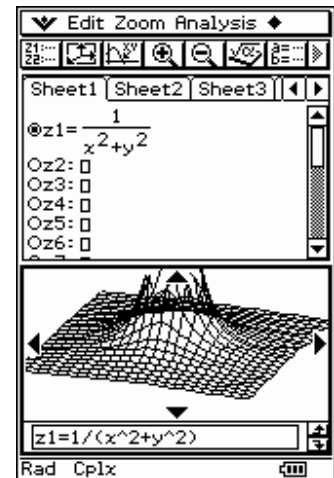 Edit Zoom Analysis
Sheet1 Sheet2 Sheet3
z1= 1/(x^2+y^2)
z2:
z3:
z4:
z5:
z6:
z1=1/(x^2+y^2)
Rad Cplx